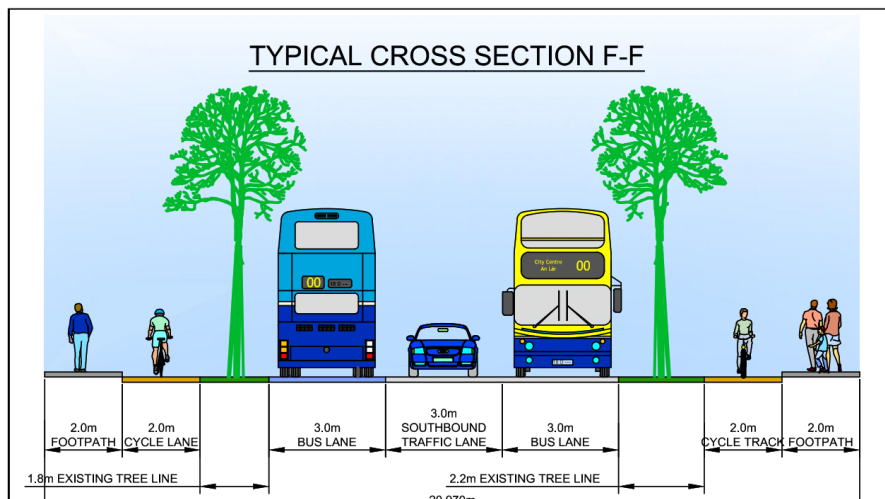 TYPICAL CROSS SECTION F-F
00
City Centre
An Lár
00
2.0m
FOOTPATH
2.0m
CYCLE LANE
3.0m
BUS LANE
3.0m
SOUTHBOUND
TRAFFIC LANE
3.0m
BUS LANE
2.0m
CYCLE TRACK
2.0m
FOOTPATH
1.8m EXISTING TREE LINE
2.2m EXISTING TREE LINE